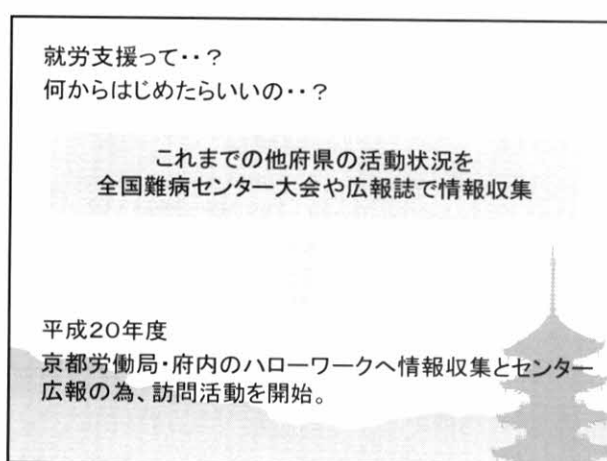 就労支援って・・？
何からはじめたらいいの・・？
これまでの他府県の活動状況を
全国難病センター大会や広報誌で情報収集
平成２０年度
京都労働局・府内のハローワークへ情報収集とセンター
広報の為、訪問活動を開始。